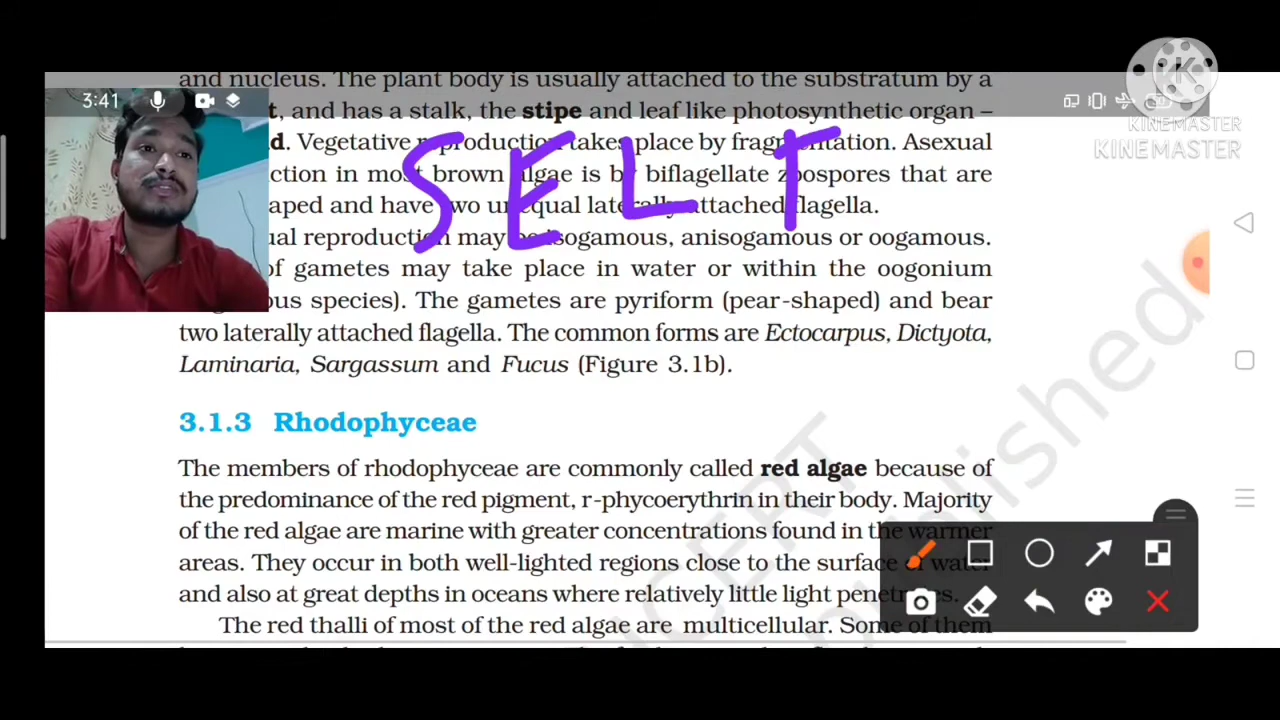 and nucleus. The plant body is usually attached to the substratum by a
3:41
t, and has a stalk, the stipe and leaf like photosynthetic organ –
KINEMASTER
KINEMASTER
d. Vegetative reproduction takes place by fragmentation. Asexual
SELT
ction in most brown algae is by biflagellate zoospores that are
aped and have two unequal laterally attached flagella.
ual reproduction may be isogamous, anisogamous or oogamous.
of gametes may take place in water or within the oogonium
ous species). The gametes are pyriform (pear-shaped) and bear
two laterally attached flagella. The common forms are Ectocarpus, Dictyota,
Laminaria, Sargassum and Fucus (Figure 3.1b).
3.1.3 Rhodophyceae
The members of rhodophyceae are commonly called red algae because of
the predominance of the red pigment, r-phycoerythrin in their body. Majority
of the red algae are marine with greater concentrations found in the warmer
areas. They occur in both well-lighted regions close to the surface of water
and also at great depths in oceans where relatively little light penetrates.
The red thalli of most of the red algae are multicellular. Some of them